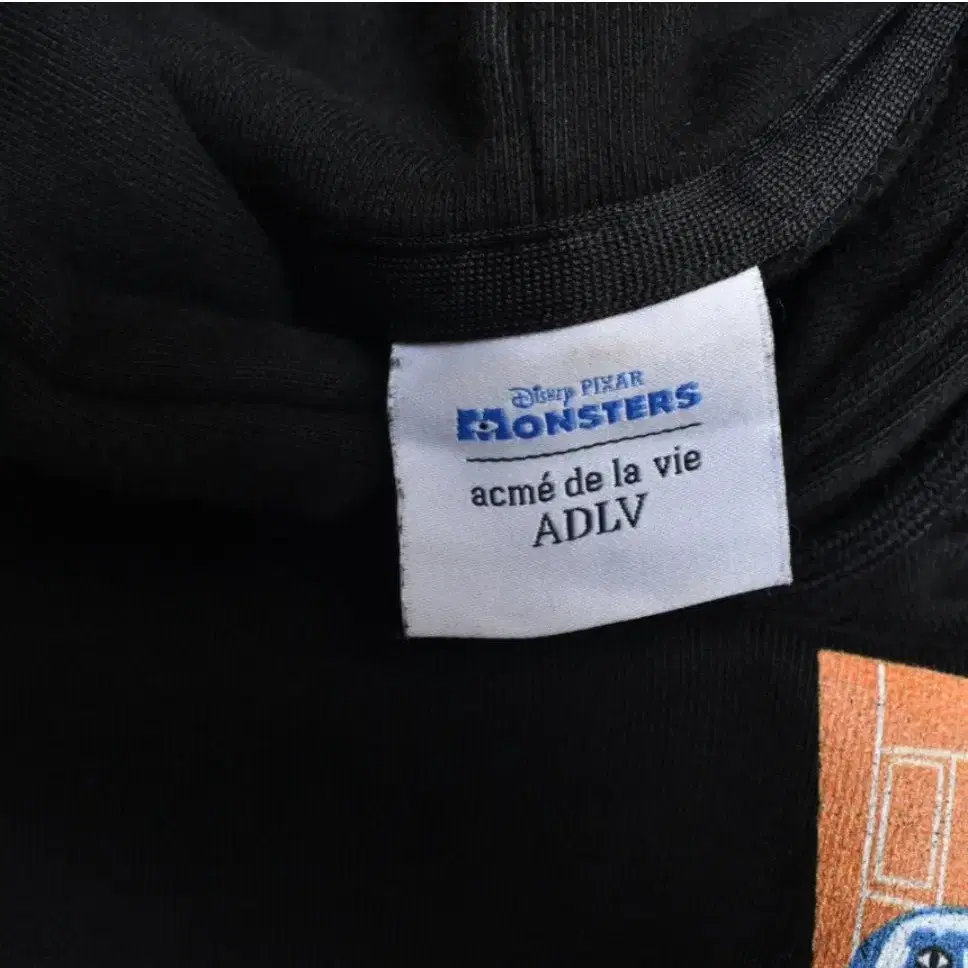 Disney PIXAR
MONSTERS
acmé de la vie
ADLV